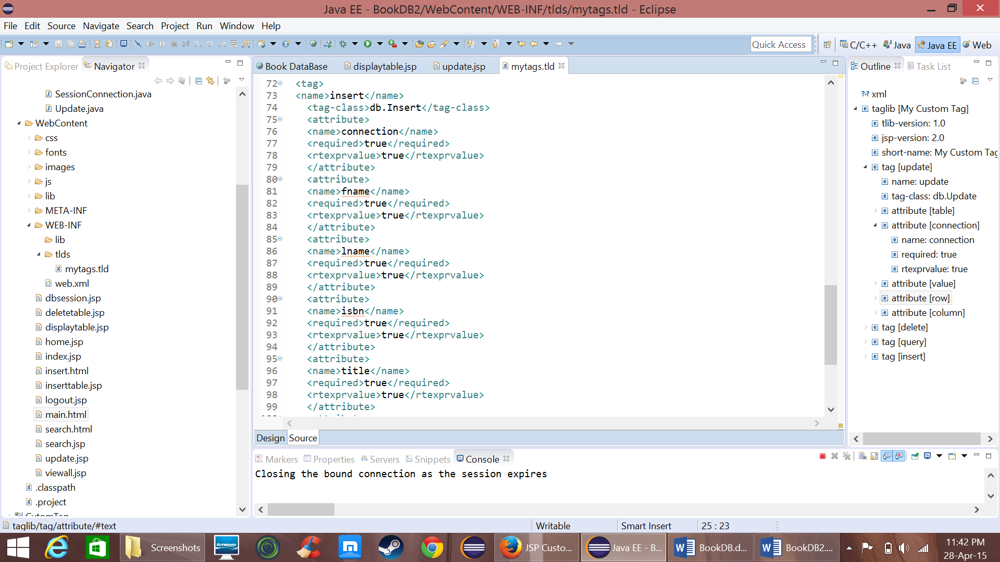 Java EE - BookDB2/WebContent/WEB-INF/tlds/mytags.tld - Eclipse
File Edit Source Navigate Search Project Run Window Help
Quick Access
C/C++ Java Java EE Web
Project Explorer Navigator
SessionConnection.java
Update.java
WebContent
css
fonts
images
js
lib
META-INF
WEB-INF
lib
tlds
mytags.tld
web.xml
dbsession.jsp
deletetable.jsp
displaytable.jsp
home.jsp
index.jsp
insert.html
inserttable.jsp
logout.jsp
main.html
search.html
search.jsp
update.jsp
viewall.jsp
.classpath
.project
CutomTag
Book DataBase displaytable.jsp update.jsp mytags.tld
72 <tag>
73 <name>insert</name>
74 <tag-class>db.Insert</tag-class>
75 <attribute>
76 <name>connection</name>
77 <required>true</required>
78 <rtexprvalue>true</rtexprvalue>
79 </attribute>
80 <attribute>
81 <name>fname</name>
82 <required>true</required>
83 <rtexprvalue>true</rtexprvalue>
84 </attribute>
85 <attribute>
86 <name>lname</name>
87 <required>true</required>
88 <rtexprvalue>true</rtexprvalue>
89 </attribute>
90 <attribute>
91 <name>isbn</name>
92 <required>true</required>
93 <rtexprvalue>true</rtexprvalue>
94 </attribute>
95 <attribute>
96 <name>title</name>
97 <required>true</required>
98 <rtexprvalue>true</rtexprvalue>
99 </attribute>
Design Source
Outline Task List
xml
taglib [My Custom Tag]
tlib-version: 1.0
jsp-version: 2.0
short-name: My Custom Tag
tag [update]
name: update
tag-class: db.Update
attribute [table]
attribute [connection]
name: connection
required: true
rtexprvalue: true
attribute [value]
attribute [row]
attribute [column]
tag [delete]
tag [query]
tag [insert]
Markers Properties Servers Snippets Console
Closing the bound connection as the session expires
taglib/tag/attribute/#text Writable Smart Insert 25 : 23
Screenshots
lenovo
JSP Custo...
Java EE - B...
BookDB.d...
BookDB2....
11:42 PM
28-Apr-15